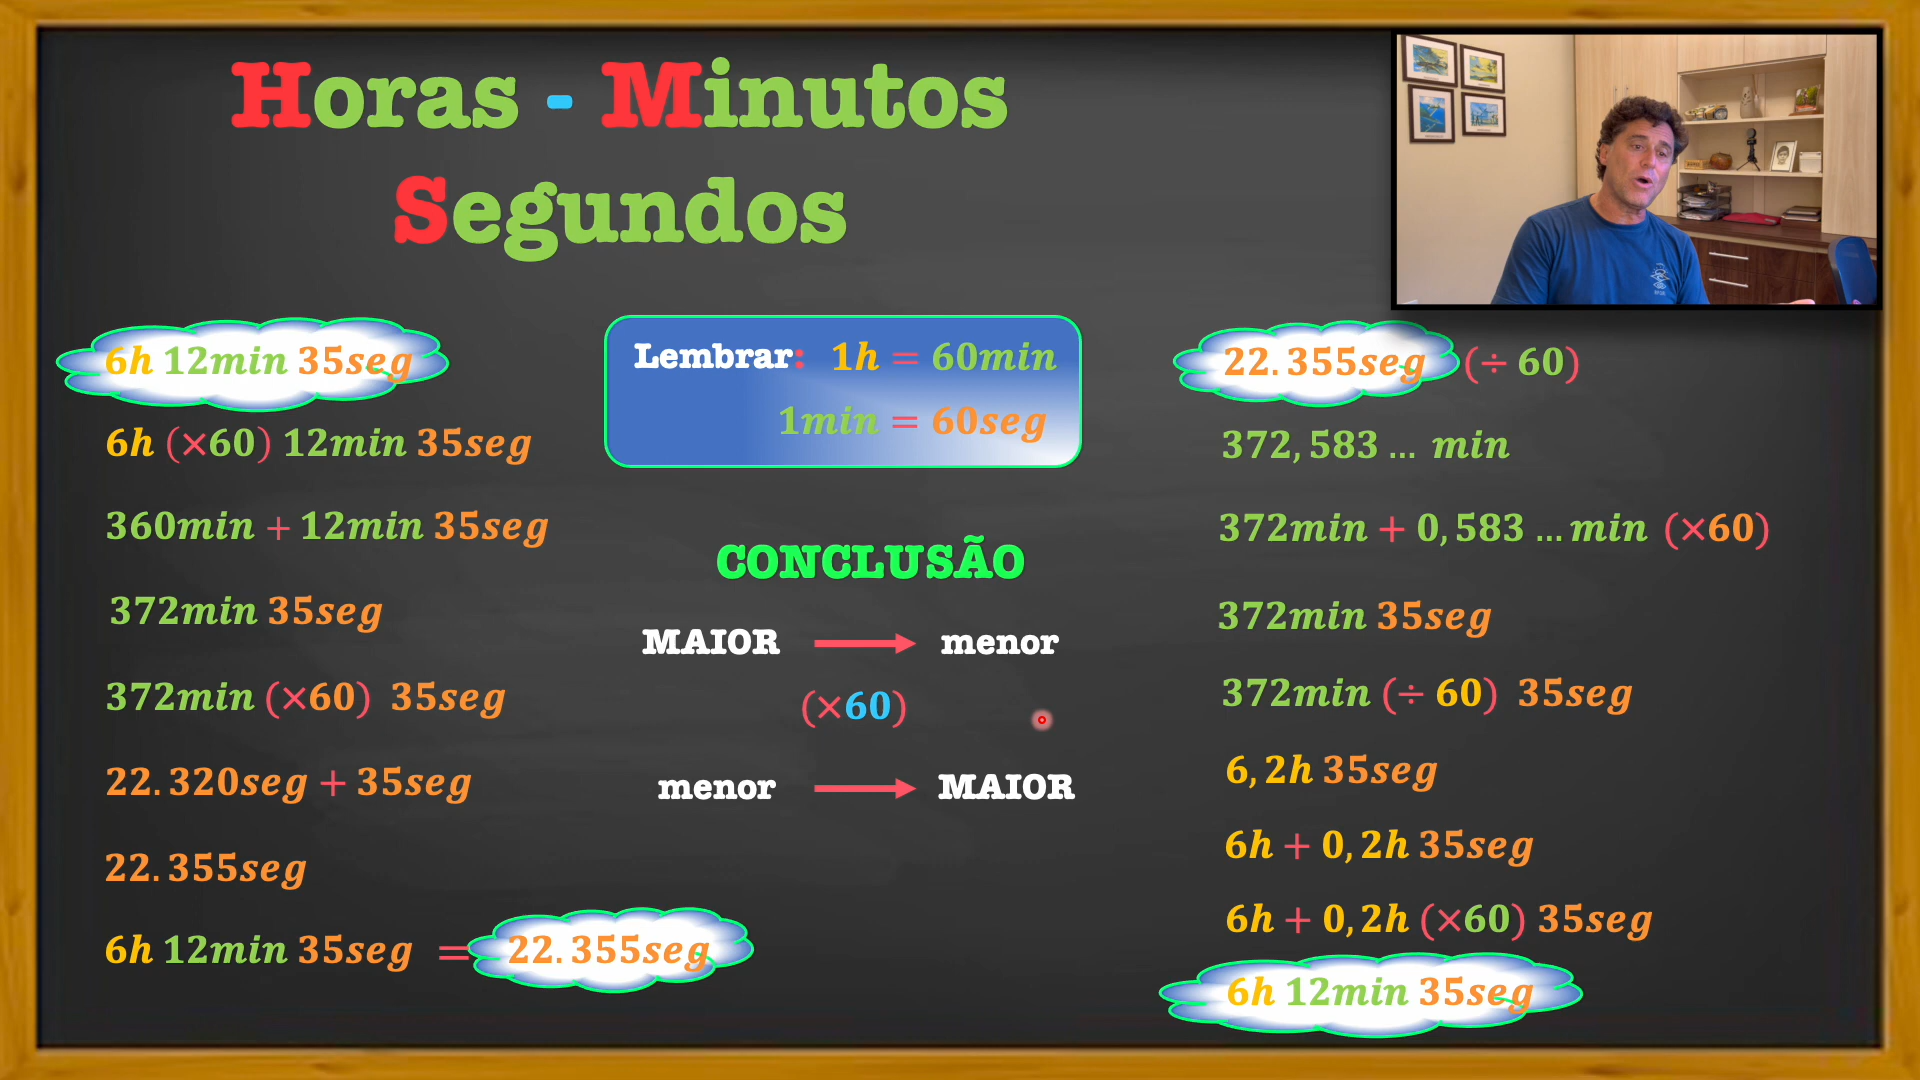 Horas - Minutos
Segundos
6h 12min 35seg
6h (×60) 12min 35seg
360min + 12min 35seg
372min 35seg
372min (×60) 35seg
22.320seg + 35seg
22.355seg
6h 12min 35seg = 22.355seg
Lembrar: 1h = 60min
1min = 60seg
CONCLUSÃO
MAIOR → menor
(×60)
menor → MAIOR
22.355seg (÷ 60)
372,583 ... min
372min + 0,583 ... min (×60)
372min 35seg
372min (÷ 60) 35seg
6,2h 35seg
6h + 0,2h 35seg
6h + 0,2h (×60) 35seg
6h 12min 35seg